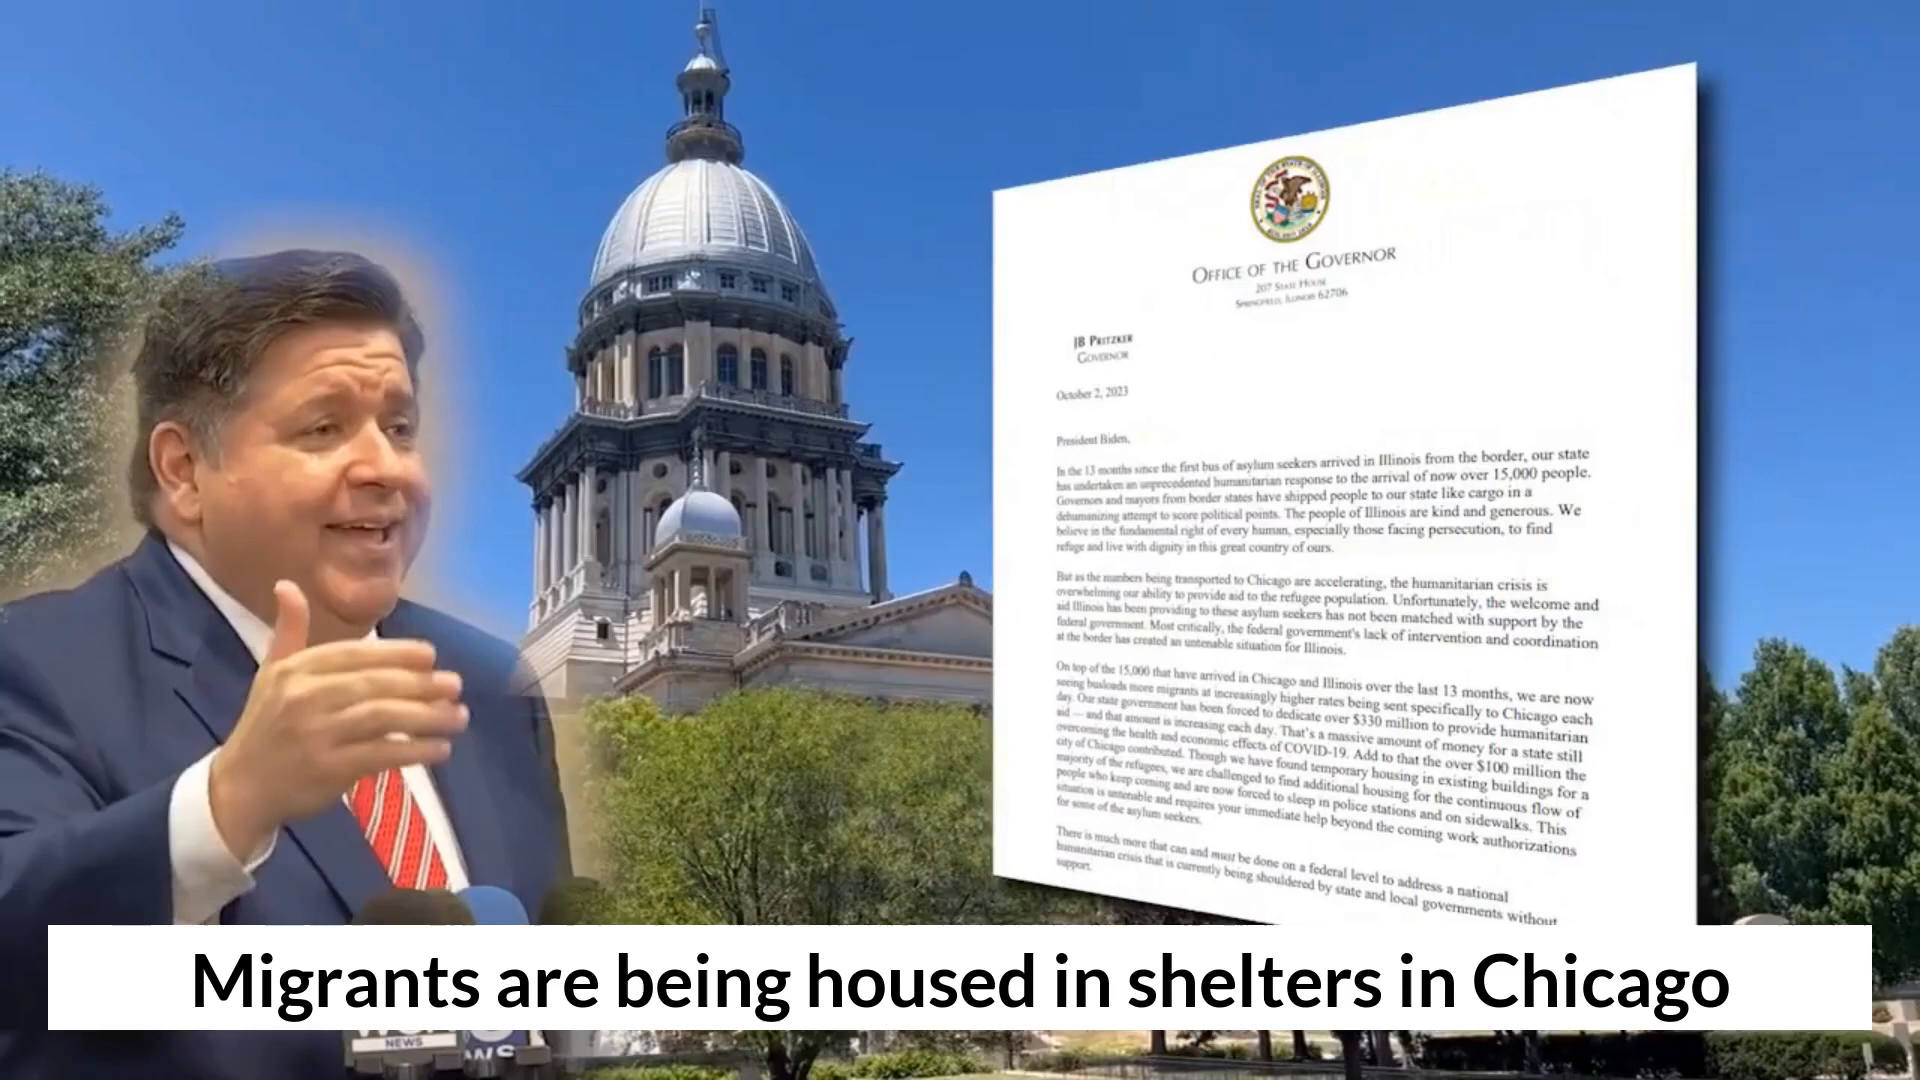 OFFICE OF THE GOVERNOR
207 STATE HOUSE
SPRINGFIELD, ILLINOIS 62706
JB PRITZKER
GOVERNOR
October 2, 2023
President Biden,
In the 13 months since the first bus of asylum seekers arrived in Illinois from the border, our state
has undertaken an unprecedented humanitarian response to the arrival of now over 15,000 people.
Governors and mayors from border states have shipped people to our state like cargo in a
dehumanizing attempt to score political points. The people of Illinois are kind and generous. We
believe in the fundamental right of every human, especially those facing persecution, to find
refuge and live with dignity in this great country of ours.
But as the numbers being transported to Chicago are accelerating, the humanitarian crisis is
overwhelming our ability to provide aid to the refugee population. Unfortunately, the welcome and
aid Illinois has been providing to these asylum seekers has not been matched with support by the
federal government. Most critically, the federal government's lack of intervention and coordination
at the border has created an untenable situation for Illinois.
On top of the 15,000 that have arrived in Chicago and Illinois over the last 13 months, we are now
seeing busloads more migrants at increasingly higher rates being sent specifically to Chicago each
day. Our state government has been forced to dedicate over $330 million to provide humanitarian
aid — and that amount is increasing each day. That's a massive amount of money for a state still
overcoming the health and economic effects of COVID-19. Add to that the over $100 million the
city of Chicago contributed. Though we have found temporary housing in existing buildings for a
majority of the refugees, we are challenged to find additional housing for the continuous flow of
people who keep coming and are now forced to sleep in police stations and on sidewalks. This
situation is untenable and requires your immediate help beyond the coming work authorizations
for some of the asylum seekers.
There is much more that can and must be done on a federal level to address a national
humanitarian crisis that is currently being shouldered by state and local governments without
support.
Migrants are being housed in shelters in Chicago
NEWS